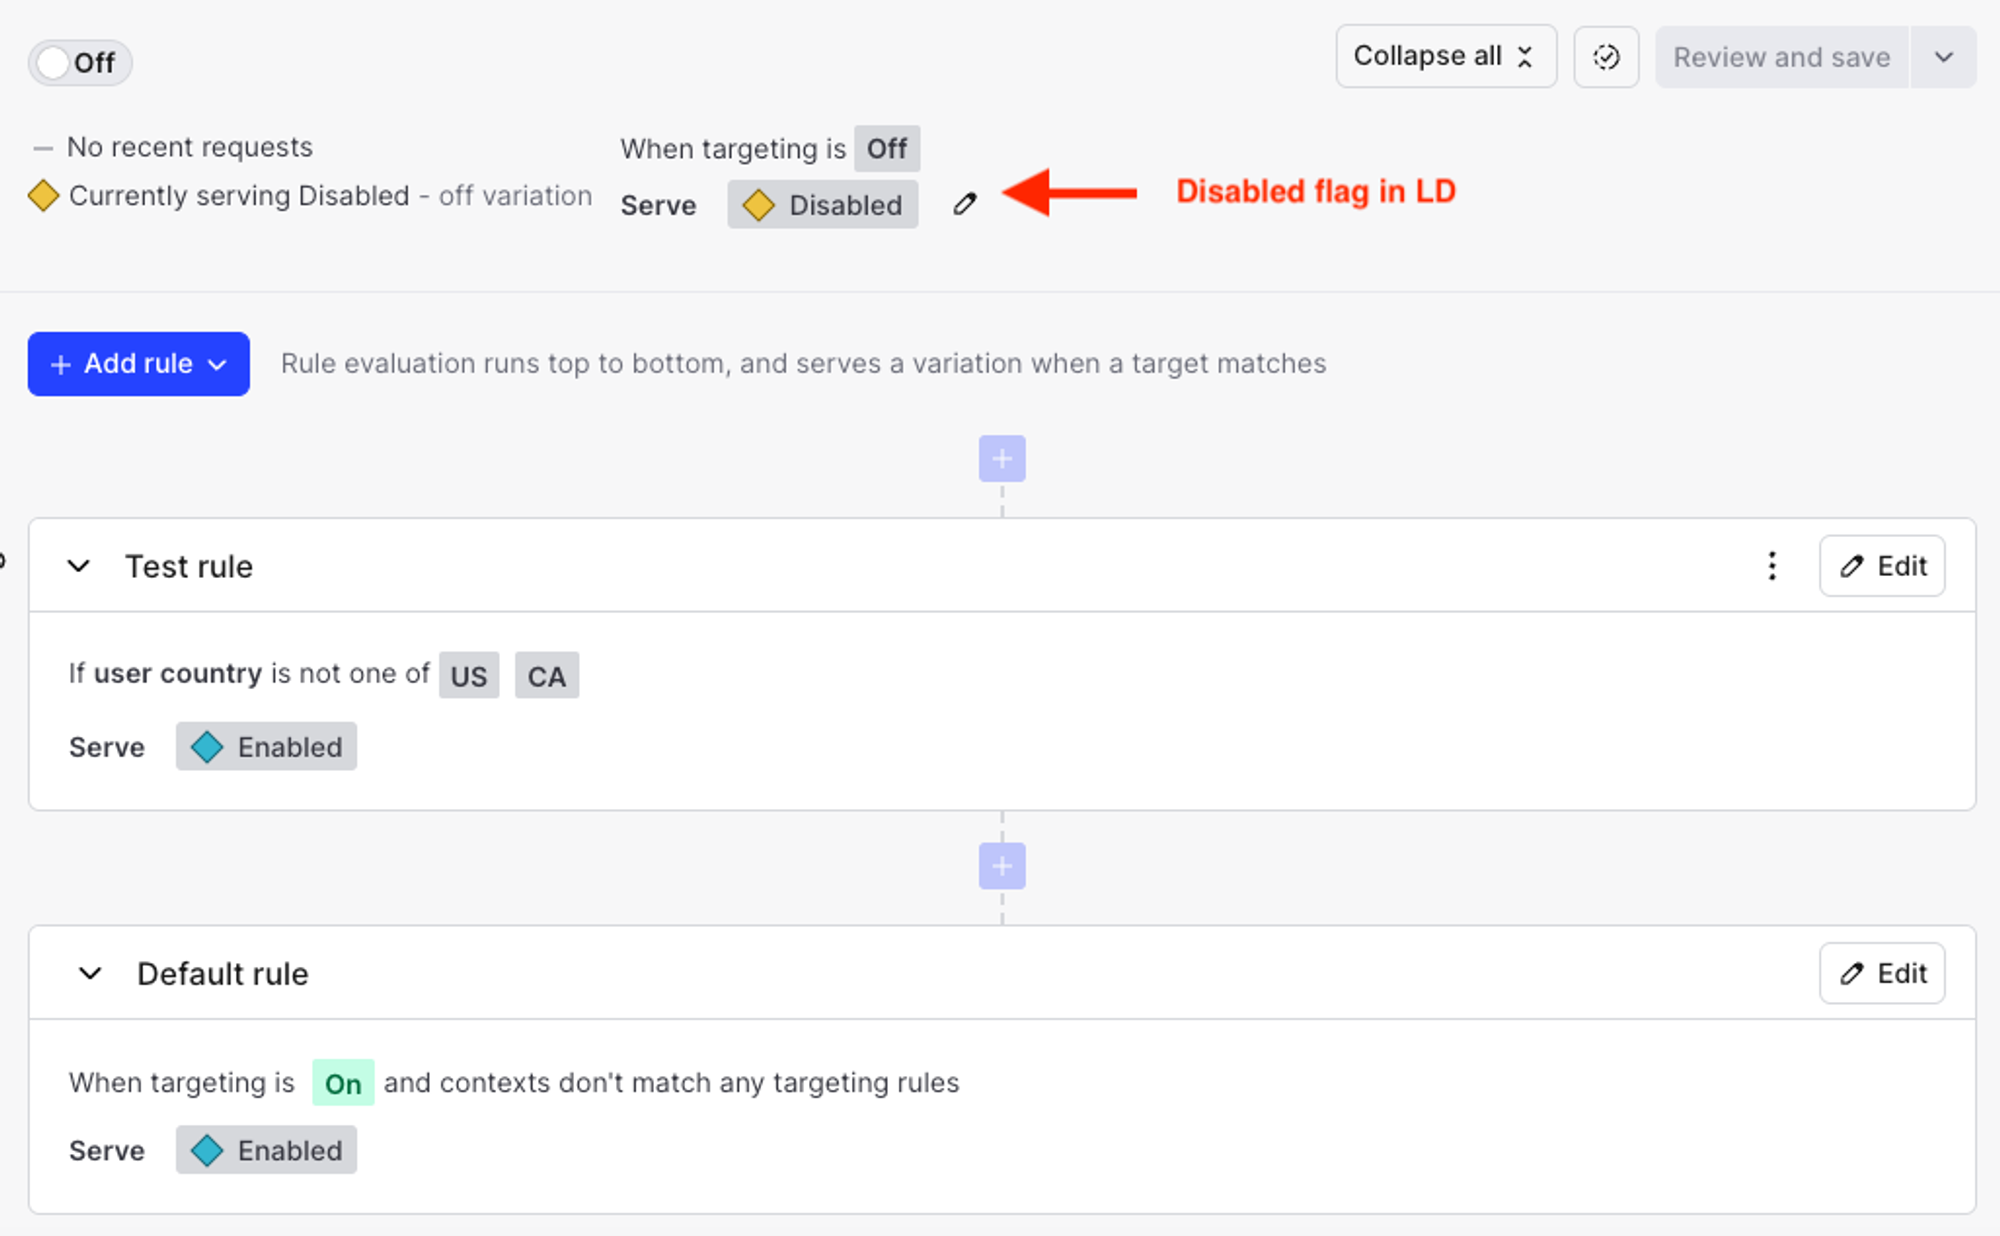 Off
Collapse all
Review and save
No recent requests
When targeting is Off
Currently serving Disabled - off variation
Serve Disabled
Disabled flag in LD
+ Add rule
Rule evaluation runs top to bottom, and serves a variation when a target matches
+
Test rule
Edit
If user country is not one of US CA
Serve Enabled
+
Default rule
Edit
When targeting is On and contexts don't match any targeting rules
Serve Enabled